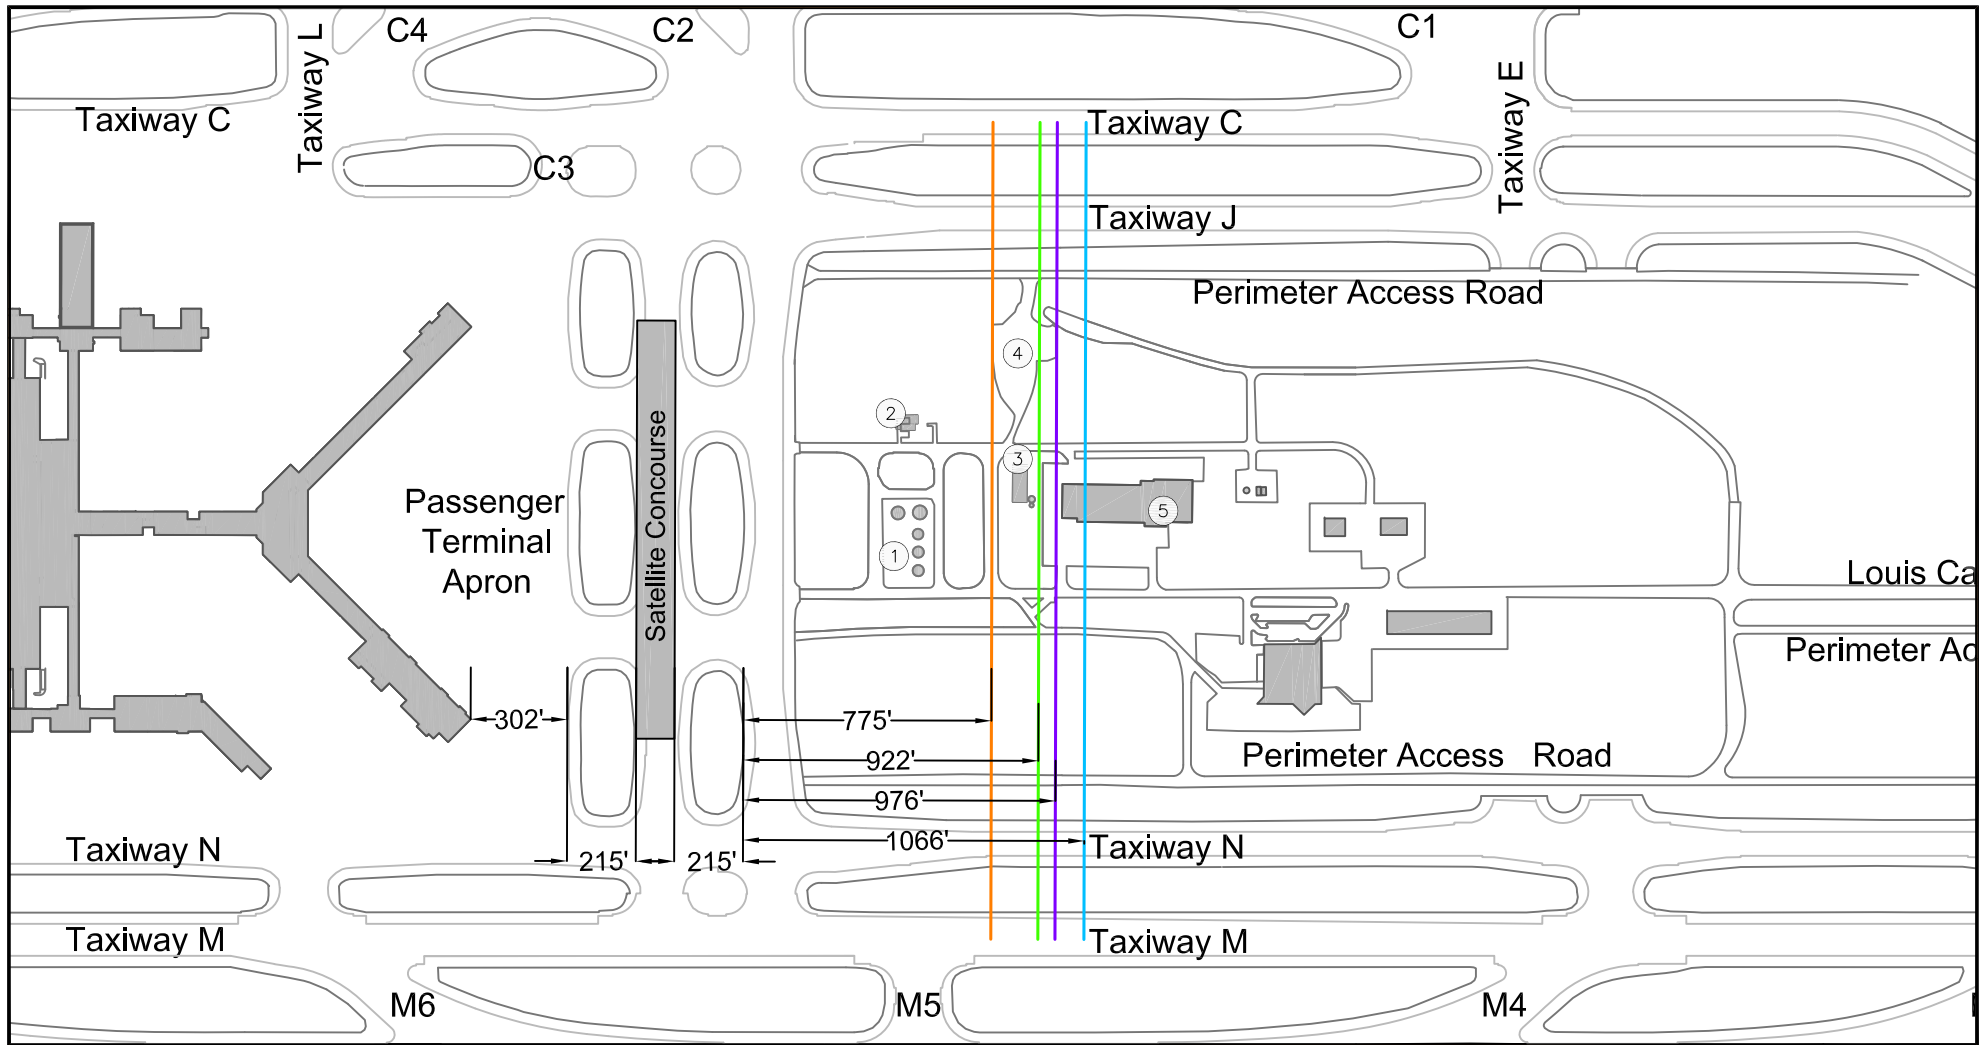 C4
C2
C1
Taxiway L
Taxiway E
Taxiway C
Taxiway C
C3
Taxiway J
Perimeter Access Road
4
2
3
Passenger
Terminal
Apron
Satellite Concourse
5
1
Louis Ca
Perimeter Ac
302'
775'
922'
Perimeter Access Road
976'
1066'
Taxiway N
215'
215'
Taxiway N
Taxiway M
Taxiway M
M6
M5
M4